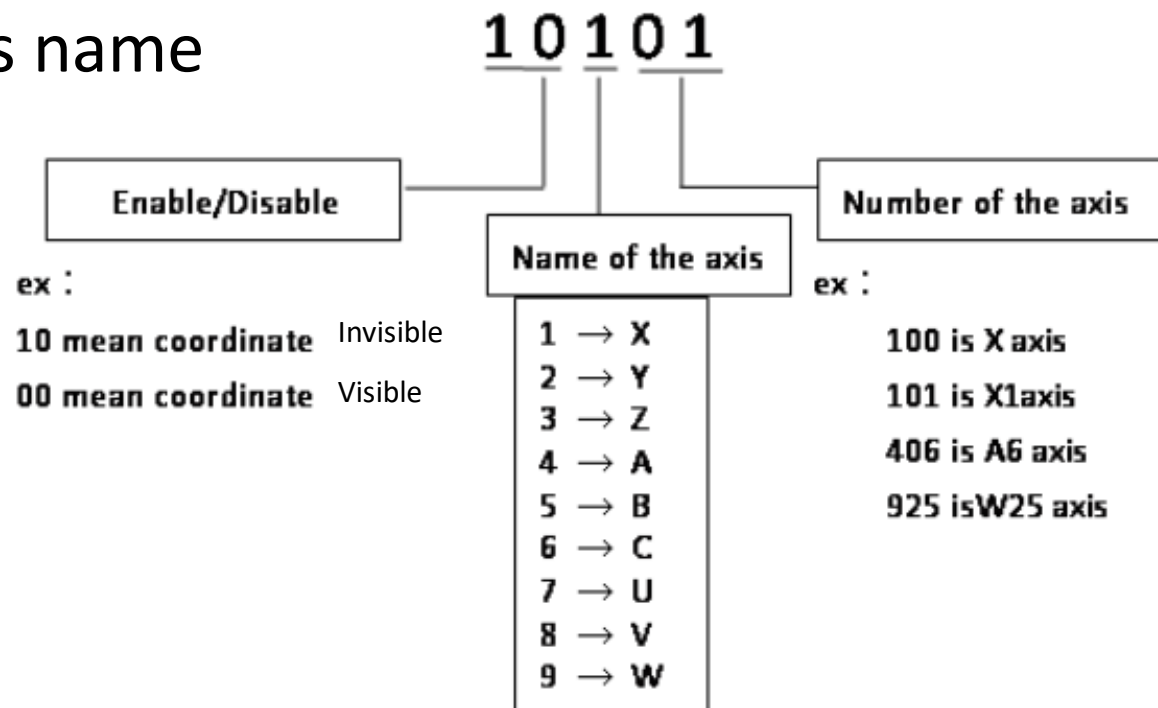 s name
10101
Enable/Disable
Name of the axis
Number of the axis
ex :
10 mean coordinate Invisible
00 mean coordinate Visible
1 → X
2 → Y
3 → Z
4 → A
5 → B
6 → C
7 → U
8 → V
9 → W
ex :
100 is X axis
101 is X1axis
406 is A6 axis
925 isW25 axis